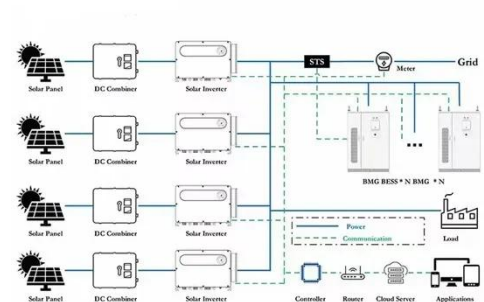 STS
Meter
Grid
Solar Panel
DC Combiner
Solar Inverter
Solar Panel
DC Combiner
Solar Inverter
BMG BESS * N BMG * N
Solar Panel
DC Combiner
Solar Inverter
Power
Communication
Load
Solar Panel
DC Combiner
Solar Inverter
Controller
Router
Cloud Server
Applications